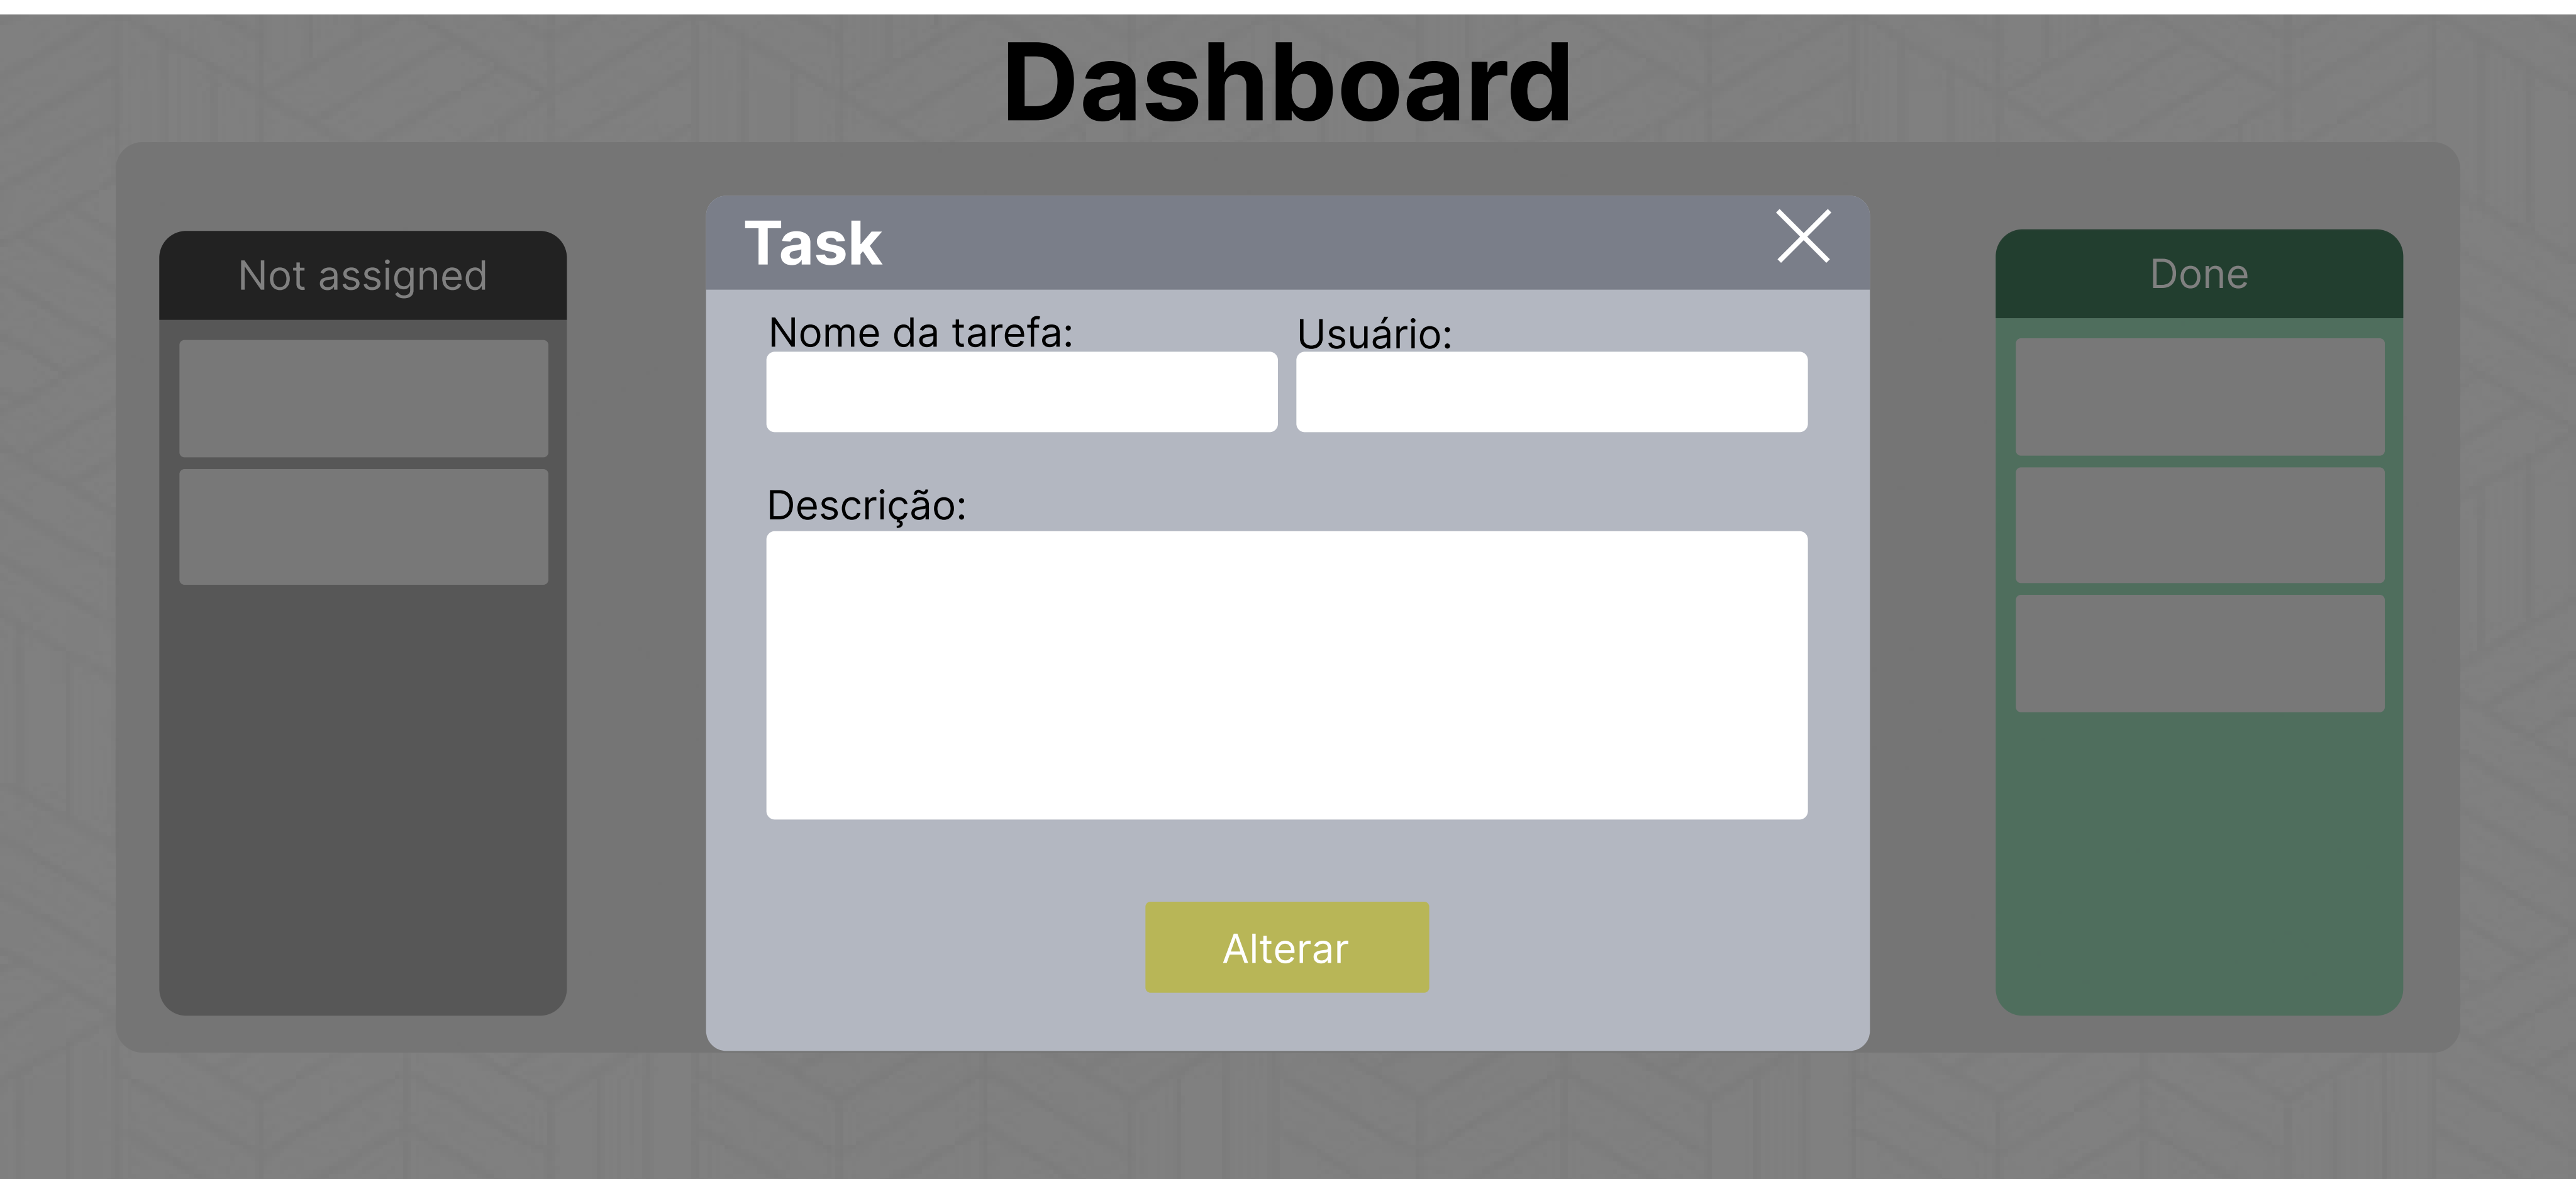 Dashboard
Not assigned
Task
Done
Nome da tarefa:
Usuário:
Descrição:
Alterar